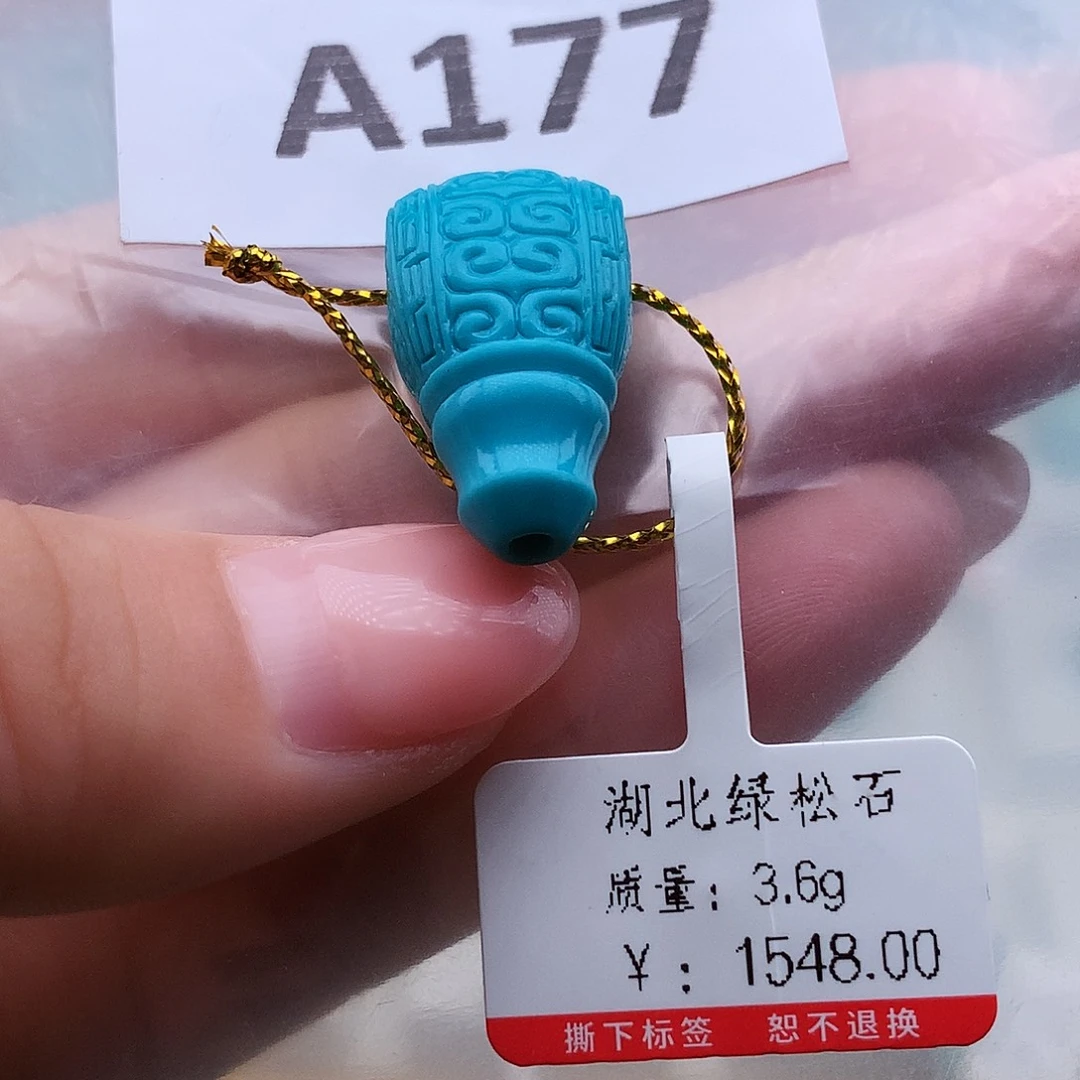 A177
湖北绿松石
质量：3.6g
¥：1548.00
撕下标签 恕不退换